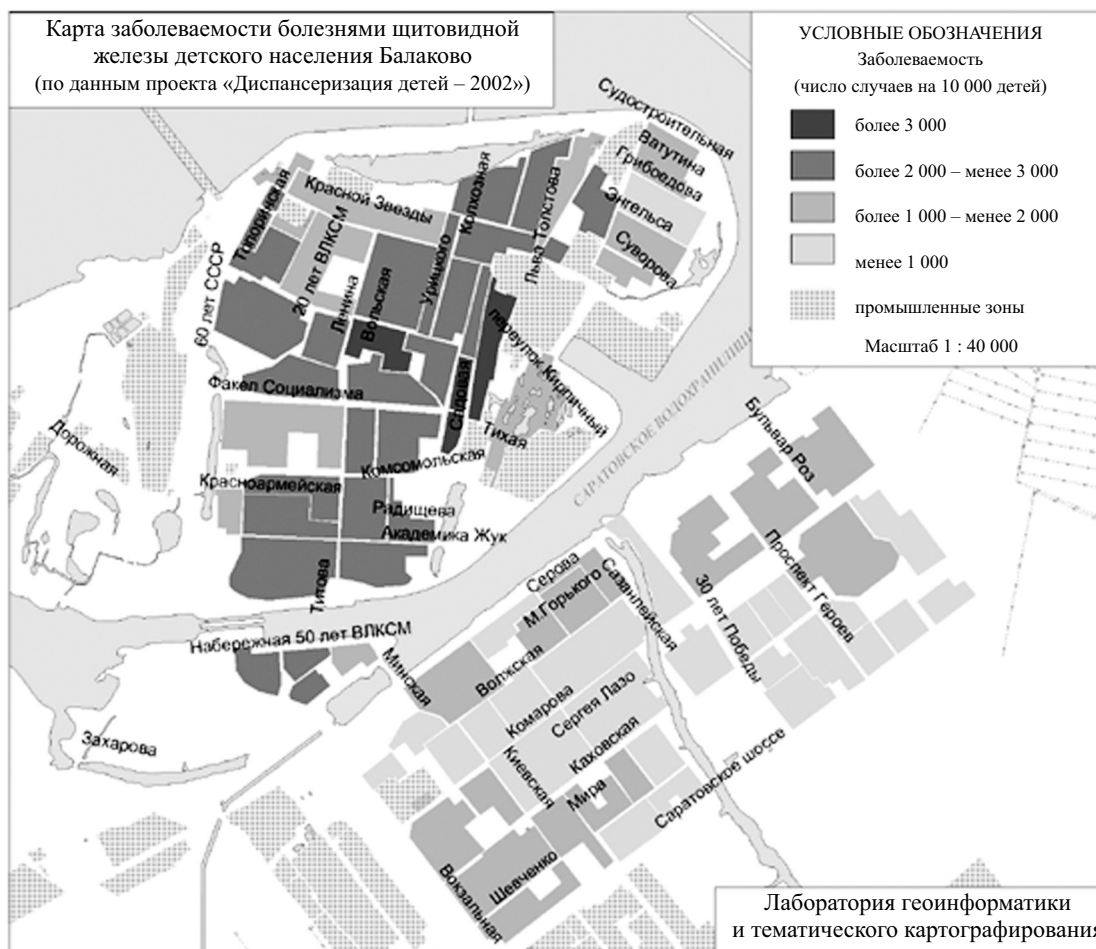 Карта заболеваемости болезнями щитовидной
железы детского населения Балаково
(по данным проекта «Диспансеризация детей – 2002»)
УСЛОВНЫЕ ОБОЗНАЧЕНИЯ
Заболеваемость
(число случаев на 10 000 детей)
более 3 000
более 2 000 – менее 3 000
более 1 000 – менее 2 000
менее 1 000
промышленные зоны
Масштаб 1 : 40 000
Судостроительная
Ватутина
Грибоедова
Энгельса
Суворова
Льва Толстова
Колхозная
Красной Звезды
Топольинская
20 лет ВЛКСМ
Урицкого
Вольская
Ленина
60 лет СССР
переулок Кирпичный
Факел Социализма
Садовая
Тихая
Дорожная
Комсомольская
Красноармейская
Радищева
Академика Жук
Титова
САРАТОВСКОЕ ВОДОХРАНИЛИЩЕ
Бульвар Роз
Проспект Героев
30 лет Победы
Серова
М.Горького
Сазанлейская
Набережная 50 лет ВЛКСМ
Минская
Волжская
Комарова
Сергея Лазо
Каховская
Киевская
Мира
Саратовское шоссе
Захарова
Шевченко
Вокзальная
Лаборатория геоинформатики
и тематического картографирования